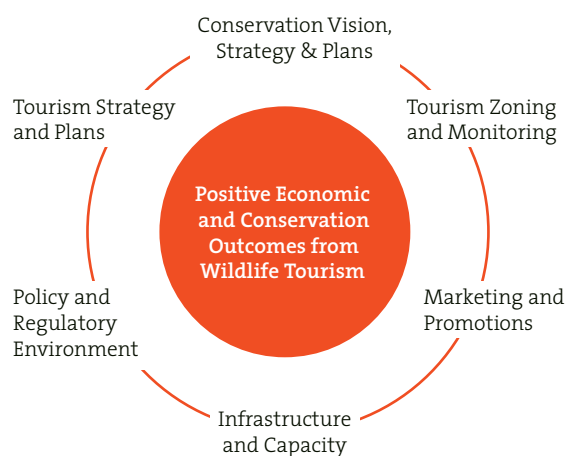 Conservation Vision,
Strategy & Plans
Tourism Strategy
and Plans
Tourism Zoning
and Monitoring
Positive Economic
and Conservation
Outcomes from
Wildlife Tourism
Policy and
Regulatory
Environment
Marketing and
Promotions
Infrastructure
and Capacity